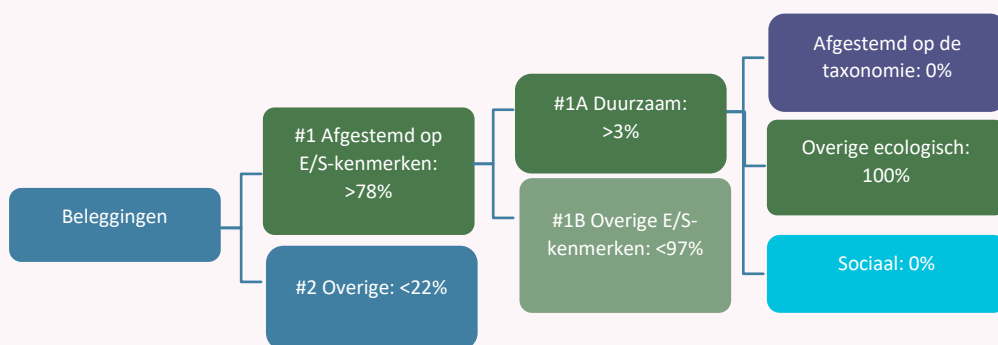 Beleggingen
#1 Afgestemd op
E/S-kenmerken:
>78%
#2 Overige: <22%
#1A Duurzaam:
>3%
#1B Overige E/S-
kenmerken: <97%
Afgestemd op de
taxonomie: 0%
Overige ecologisch:
100%
Sociaal: 0%